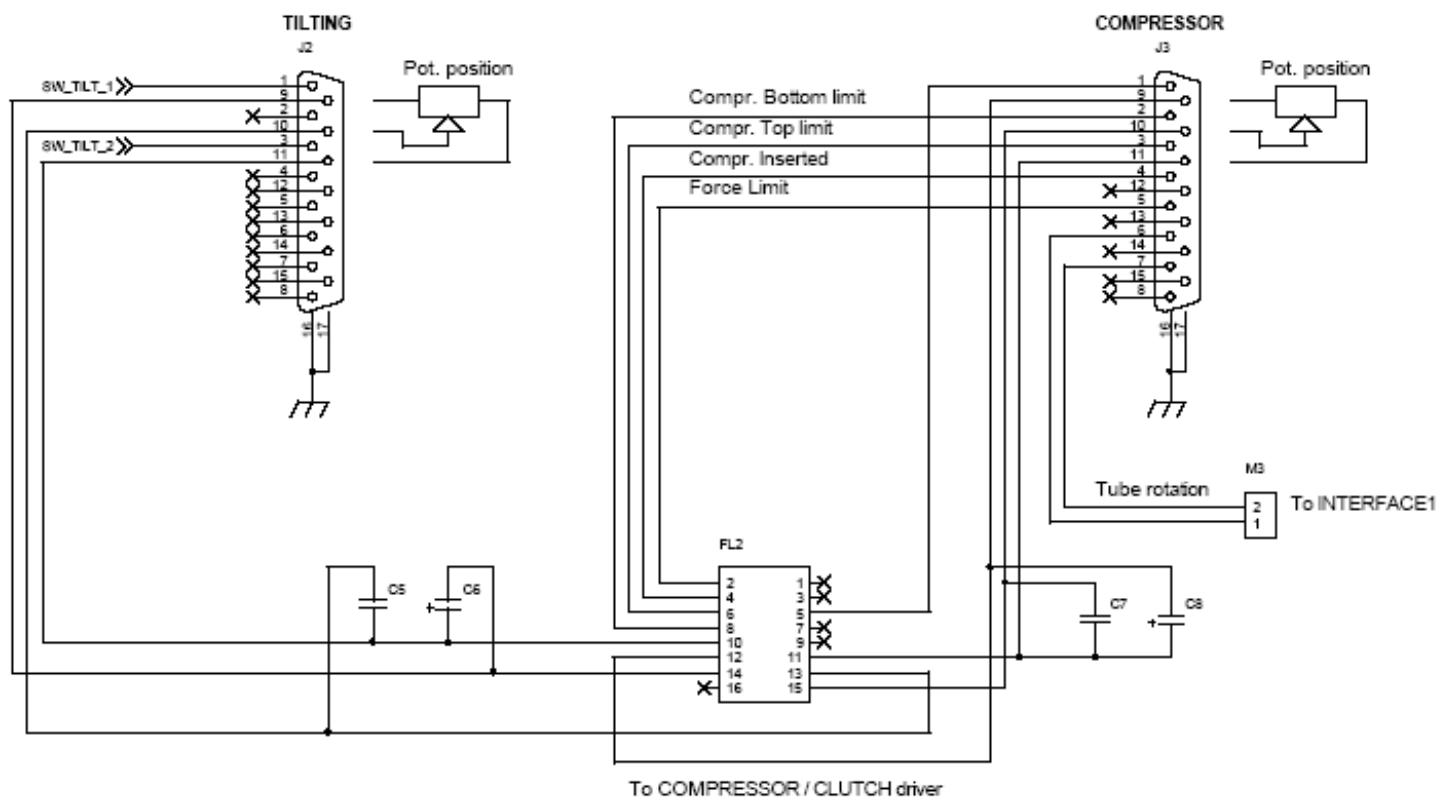 TILTING
J2
Pot. position
SW_TILT_1
1
9
2
10
SW_TILT_2
3
11
4
12
5
13
6
14
7
15
8
16
17
COMPRESSOR
J3
Pot. position
Compr. Bottom limit
Compr. Top limit
Compr. Inserted
Force Limit
1
9
2
10
3
11
4
12
5
13
6
14
7
15
8
16
17
M3
Tube rotation
2
1
To INTERFACE1
FL2
2
4
6
8
10
12
14
16
1
3
5
7
9
11
13
15
C5
+
C6
C7
+
C8
To COMPRESSOR / CLUTCH driver